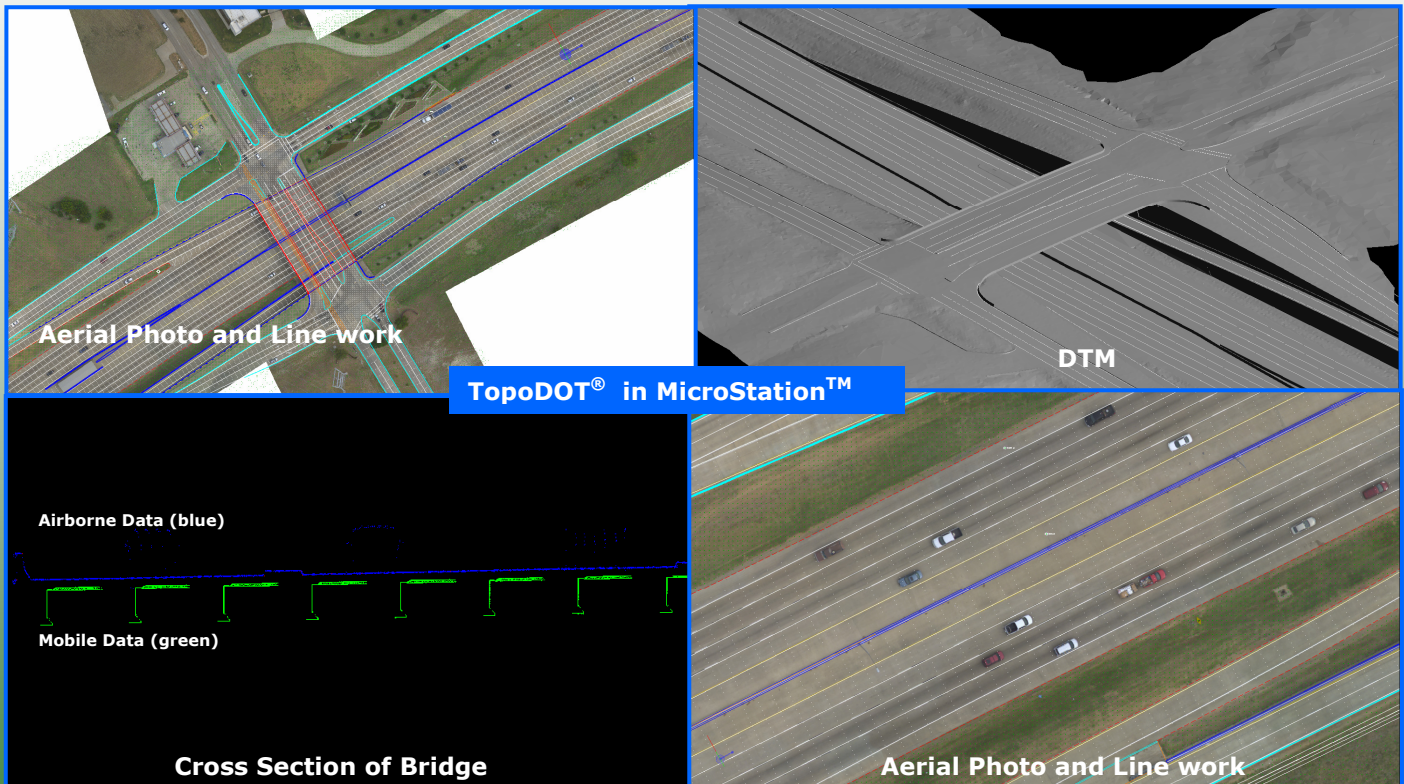 Aerial Photo and Line work
DTM
TopoDOT® in MicroStation™
Airborne Data (blue)
Mobile Data (green)
Cross Section of Bridge
Aerial Photo and Line work